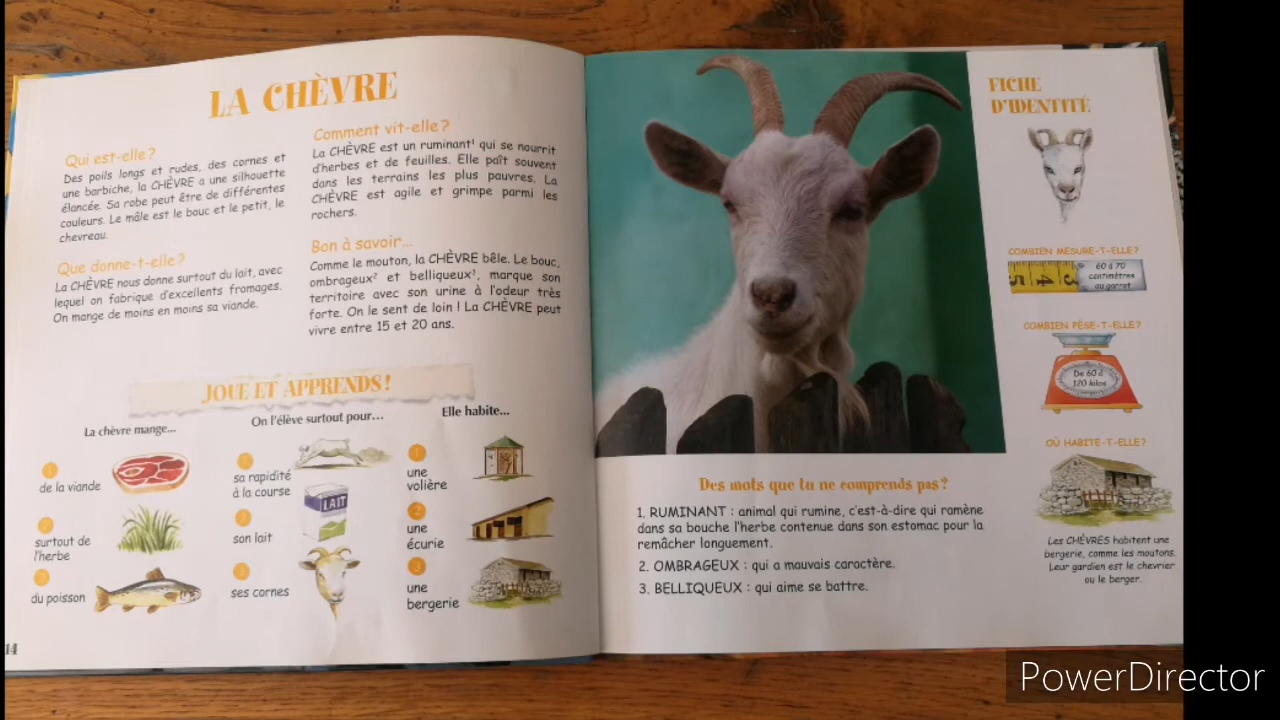 LA CHÈVRE
Qui est-elle ?
Des poils longs et rudes, des cornes et
une barbiche, la CHÈVRE a une silhouette
élancée. Sa robe peut être de différentes
couleurs. Le mâle est le bouc et le petit, le
chevreau.
Que donne-t-elle ?
La CHÈVRE nous donne surtout du lait, avec
lequel on fabrique d'excellents fromages.
On mange de moins en moins sa viande.
Comment vit-elle ?
La CHÈVRE est un ruminant¹ qui se nourrit
d'herbes et de feuilles. Elle paît souvent
dans les terrains les plus pauvres. La
CHÈVRE est agile et grimpe parmi les
rochers.
Bon à savoir...
Comme le mouton, la CHÈVRE bêle. Le bouc,
ombrageux² et belliqueux³, marque son
territoire avec son urine à l'odeur très
forte. On le sent de loin ! La CHÈVRE peut
vivre entre 15 et 20 ans.
JOUE ET APPRENDS !
La chèvre mange...
1
de la viande
2
surtout de
l'herbe
3
du poisson
On l'élève surtout pour...
1
sa rapidité
à la course
2
son lait
LAIT
3
ses cornes
Elle habite...
1
une
volière
2
une
écurie
3
une
bergerie
14
Des mots que tu ne comprends pas ?
1. RUMINANT : animal qui rumine, c'est-à-dire qui ramène
dans sa bouche l'herbe contenue dans son estomac pour la
remâcher longuement.
2. OMBRAGEUX : qui a mauvais caractère.
3. BELLIQUEUX : qui aime se battre.
FICHE
D'IDENTITÉ
COMBIEN MESURE-T-ELLE ?
60 à 70
centimètres
au garrot
COMBIEN PÈSE-T-ELLE ?
De 60 à
120 kilos
OÙ HABITE-T-ELLE ?
Les CHÈVRES habitent une
bergerie, comme les moutons.
Leur gardien est le chevrier
ou le berger.
PowerDirector